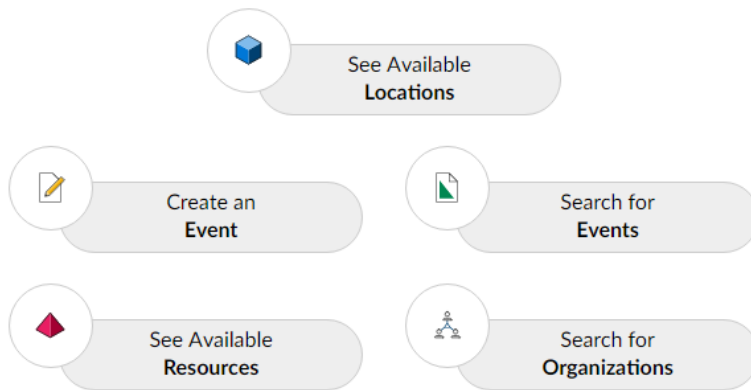 See Available
Locations
Create an
Event
Search for
Events
See Available
Resources
Search for
Organizations